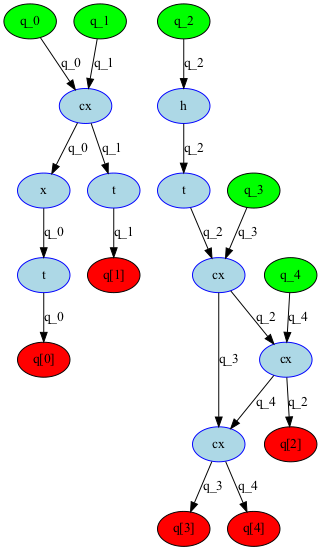 q_0 q_1 q_2
q_0 q_1 q_2
cx h
q_0 q_1 q_2
x t t q_3
q_0 q_1 q_2 q_3
t q[1] cx q_4
q_0 q_2 q_4
q[0] q_3 cx
q_4 q_2
cx q[2]
q_3 q_4
q[3] q[4]